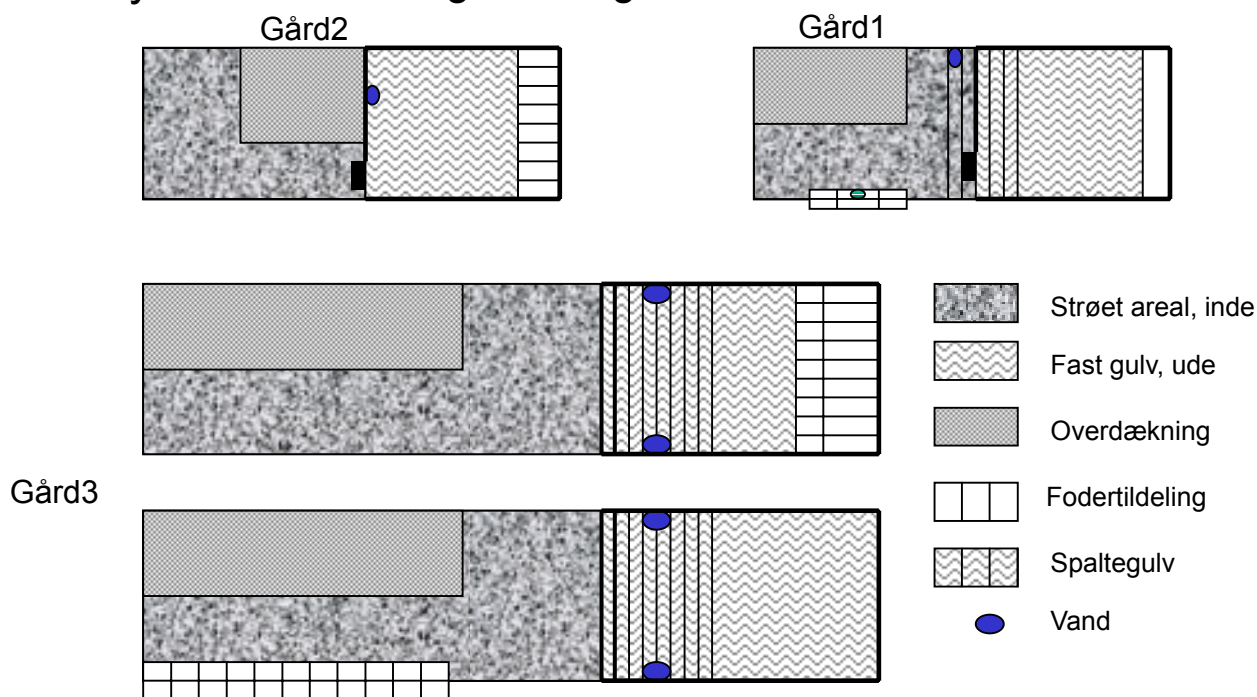 Gård2
Gård1
Gård3
Strøet areal, inde
Fast gulv, ude
Overdækning
Fodertildeling
Spaltegulv
Vand